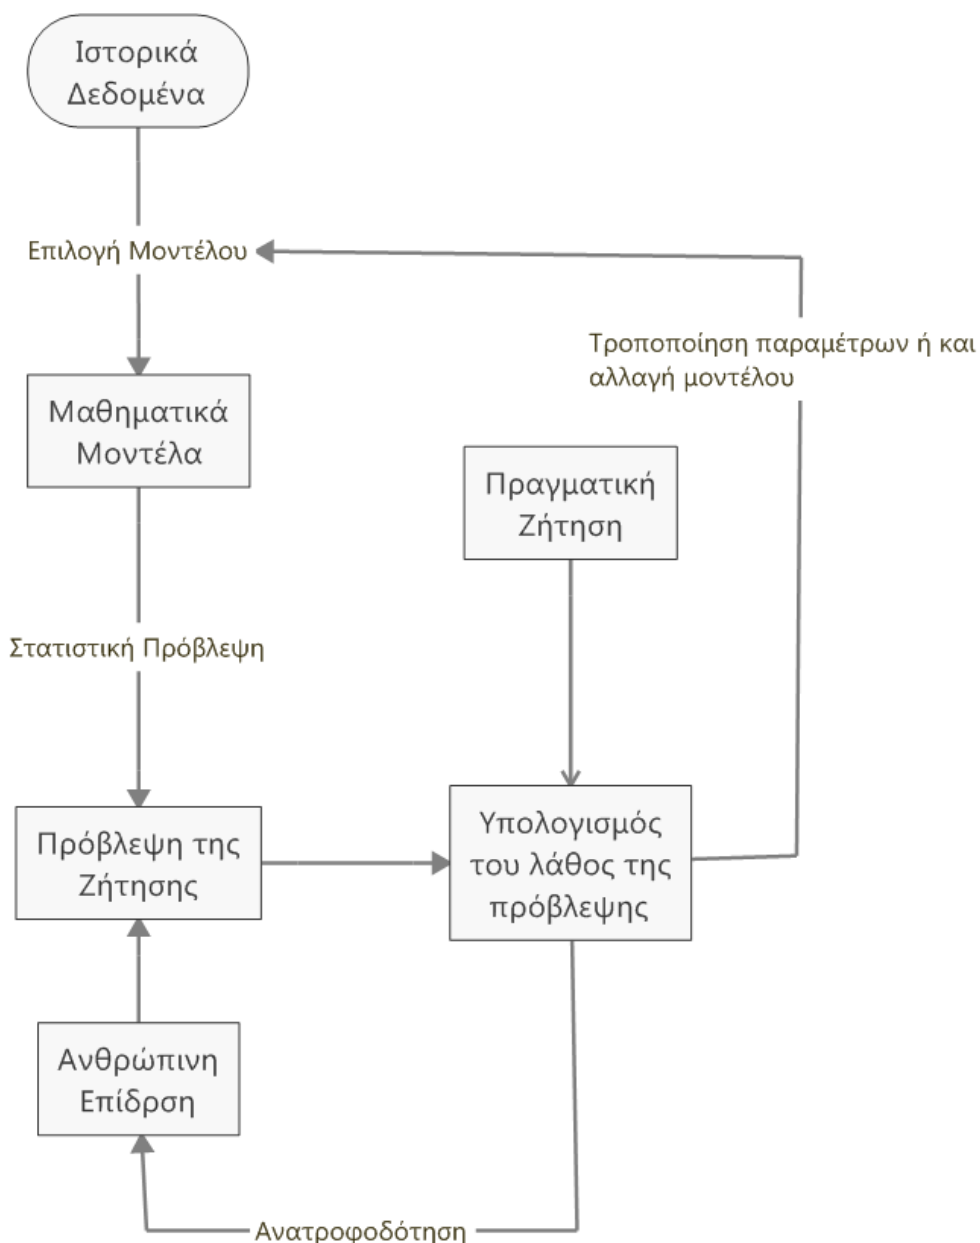 Ιστορικά
Δεδομένα
Επιλογή Μοντέλου
Τροποποίηση παραμέτρων ή και
αλλαγή μοντέλου
Μαθηματικά
Μοντέλα
Πραγματική
Ζήτηση
Στατιστική Πρόβλεψη
Πρόβλεψη της
Ζήτησης
Υπολογισμός
του λάθος της
πρόβλεψης
Ανθρώπινη
Επίδρση
Ανατροφοδότηση